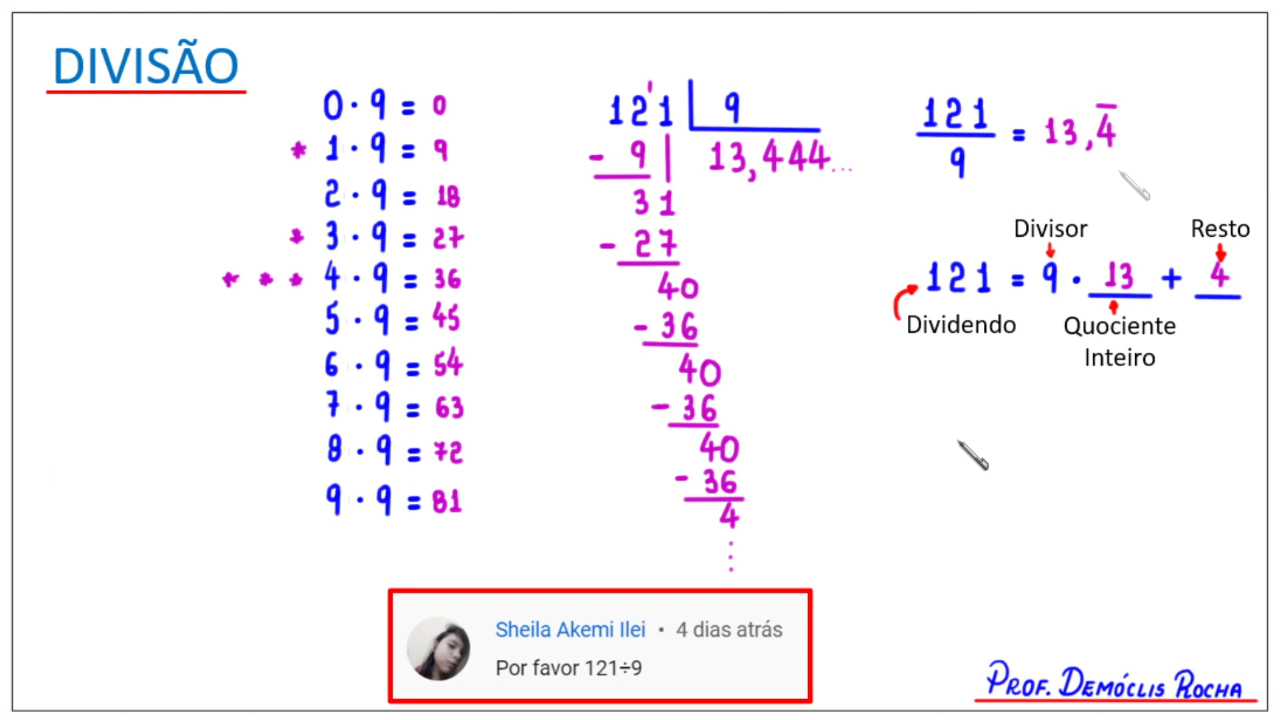 DIVISÃO
0 · 9 = 0
* 1 · 9 = 9
2 · 9 = 18
* 3 · 9 = 27
* * * 4 · 9 = 36
5 · 9 = 45
6 · 9 = 54
7 · 9 = 63
8 · 9 = 72
9 · 9 = 81
12'1 | 9
- 9 | 13,444...
31
- 27
40
- 36
40
- 36
40
- 36
4
⋮
121/9 = 13,4̅
Divisor
Resto
121 = 9 · 13 + 4
Dividendo
Quociente
Inteiro
Sheila Akemi Ilei • 4 dias atrás
Por favor 121÷9
PROF. DEMÓCLIS ROCHA